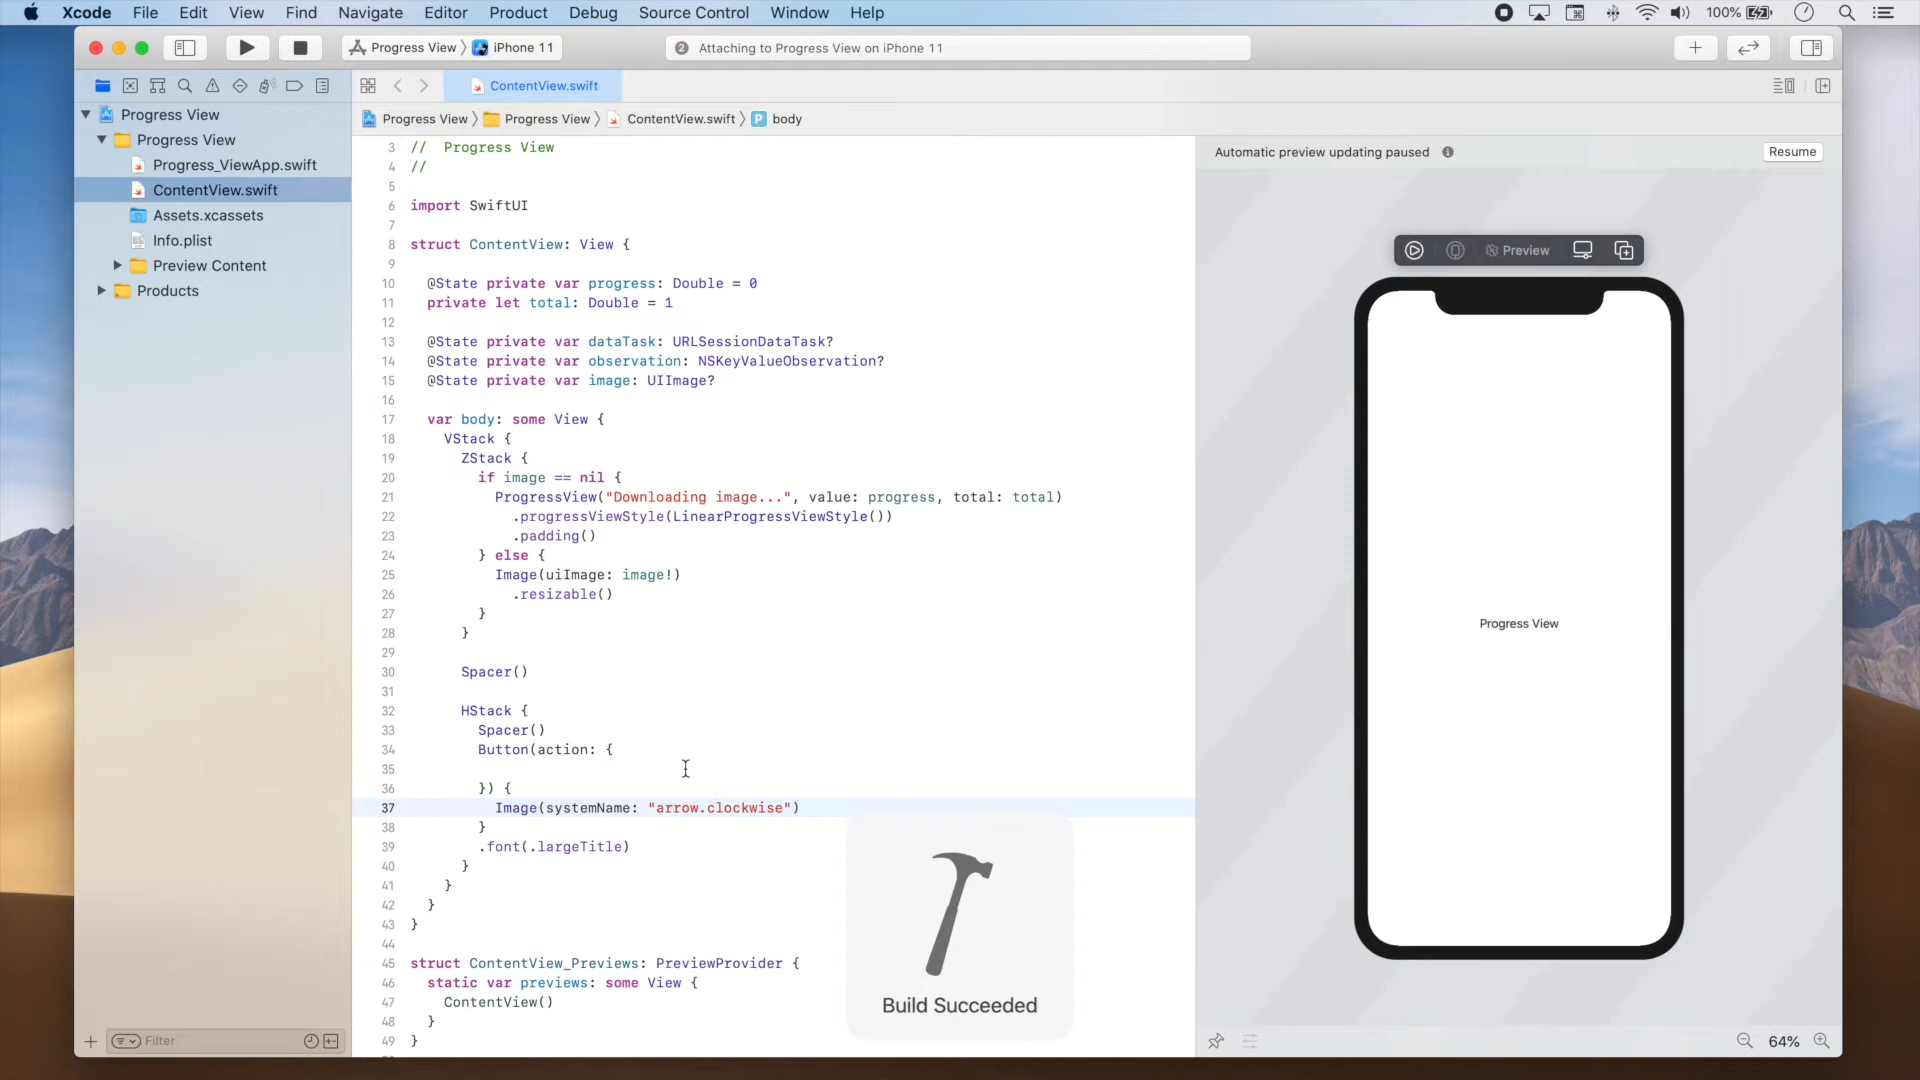 Xcode File Edit View Find Navigate Editor Product Debug Source Control Window Help 100%
Progress View iPhone 11
2 Attaching to Progress View on iPhone 11
ContentView.swift
Progress View
Progress View
Progress_ViewApp.swift
ContentView.swift
Assets.xcassets
Info.plist
Preview Content
Products
Filter
Progress View Progress View ContentView.swift P body
3 //  Progress View
4 //
5
6 import SwiftUI
7
8 struct ContentView: View {
9
10 @State private var progress: Double = 0
11 private let total: Double = 1
12
13 @State private var dataTask: URLSessionDataTask?
14 @State private var observation: NSKeyValueObservation?
15 @State private var image: UIImage?
16
17 var body: some View {
18 VStack {
19 ZStack {
20 if image == nil {
21 ProgressView("Downloading image...", value: progress, total: total)
22 .progressViewStyle(LinearProgressViewStyle())
23 .padding()
24 } else {
25 Image(uiImage: image!)
26 .resizable()
27 }
28 }
29
30 Spacer()
31
32 HStack {
33 Spacer()
34 Button(action: {
35
36 }) {
37 Image(systemName: "arrow.clockwise")
38 }
39 .font(.largeTitle)
40 }
41 }
42 }
43 }
44
45 struct ContentView_Previews: PreviewProvider {
46 static var previews: some View {
47 ContentView()
48 }
49 }
Build Succeeded
Automatic preview updating paused
Resume
Preview
Progress View
64%